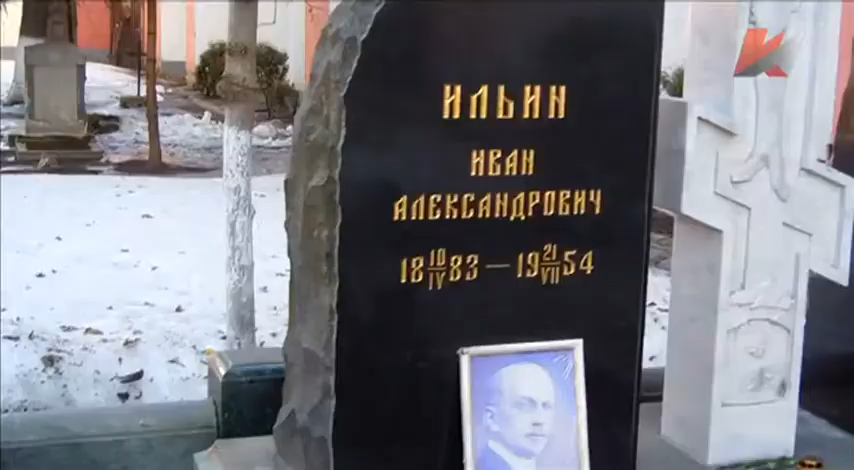 ИЛЬИН
ИВАН
АЛЕКСАНДРОВИЧ
18 10/IV 83 — 19 21/VII 54